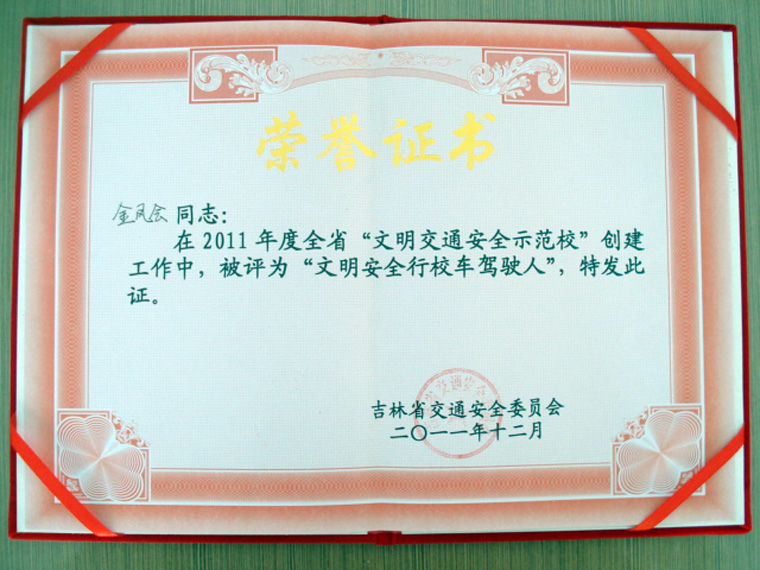 荣誉证书
金凤会 同志：
在 2011 年度全省“文明交通安全示范校”创建
工作中，被评为“文明安全行校车驾驶人”，特发此
证。
吉林省交通安全委员会
二〇一一年十二月